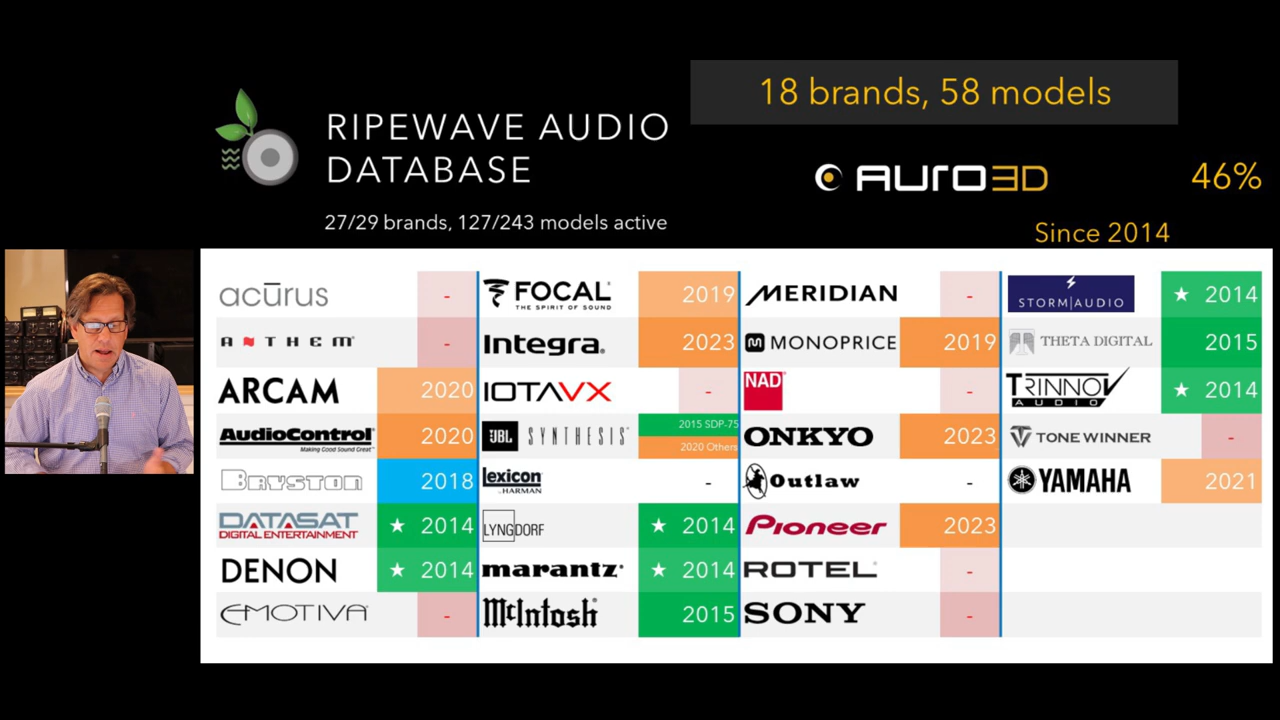 18 brands, 58 models
RIPEWAVE AUDIO
DATABASE
AURO3D
46%
27/29 brands, 127/243 models active
Since 2014
acūrus -
ANTHEM -
ARCAM 2020
AudioControl® 2020
Making Good Sound Great™
BRYSTON 2018
DATASAT ★ 2014
DIGITAL ENTERTAINMENT
DENON ★ 2014
EMOTIVA® -
FOCAL® 2019
THE SPIRIT OF SOUND
Integra® 2023
IOTAVX -
JBL SYNTHESIS® 2015 SDP-75
2020 Others
lexicon® -
by HARMAN
LYNGDORF ★ 2014
marantz® ★ 2014
McIntosh® 2015
MERIDIAN -
MONOPRICE 2019
NAD® -
ONKYO 2023
Outlaw -
Pioneer 2023
ROTEL® -
SONY -
STORM|AUDIO ★ 2014
THETA DIGITAL 2015
TRINNOV ★ 2014
AUDIO
TONE WINNER -
YAMAHA 2021